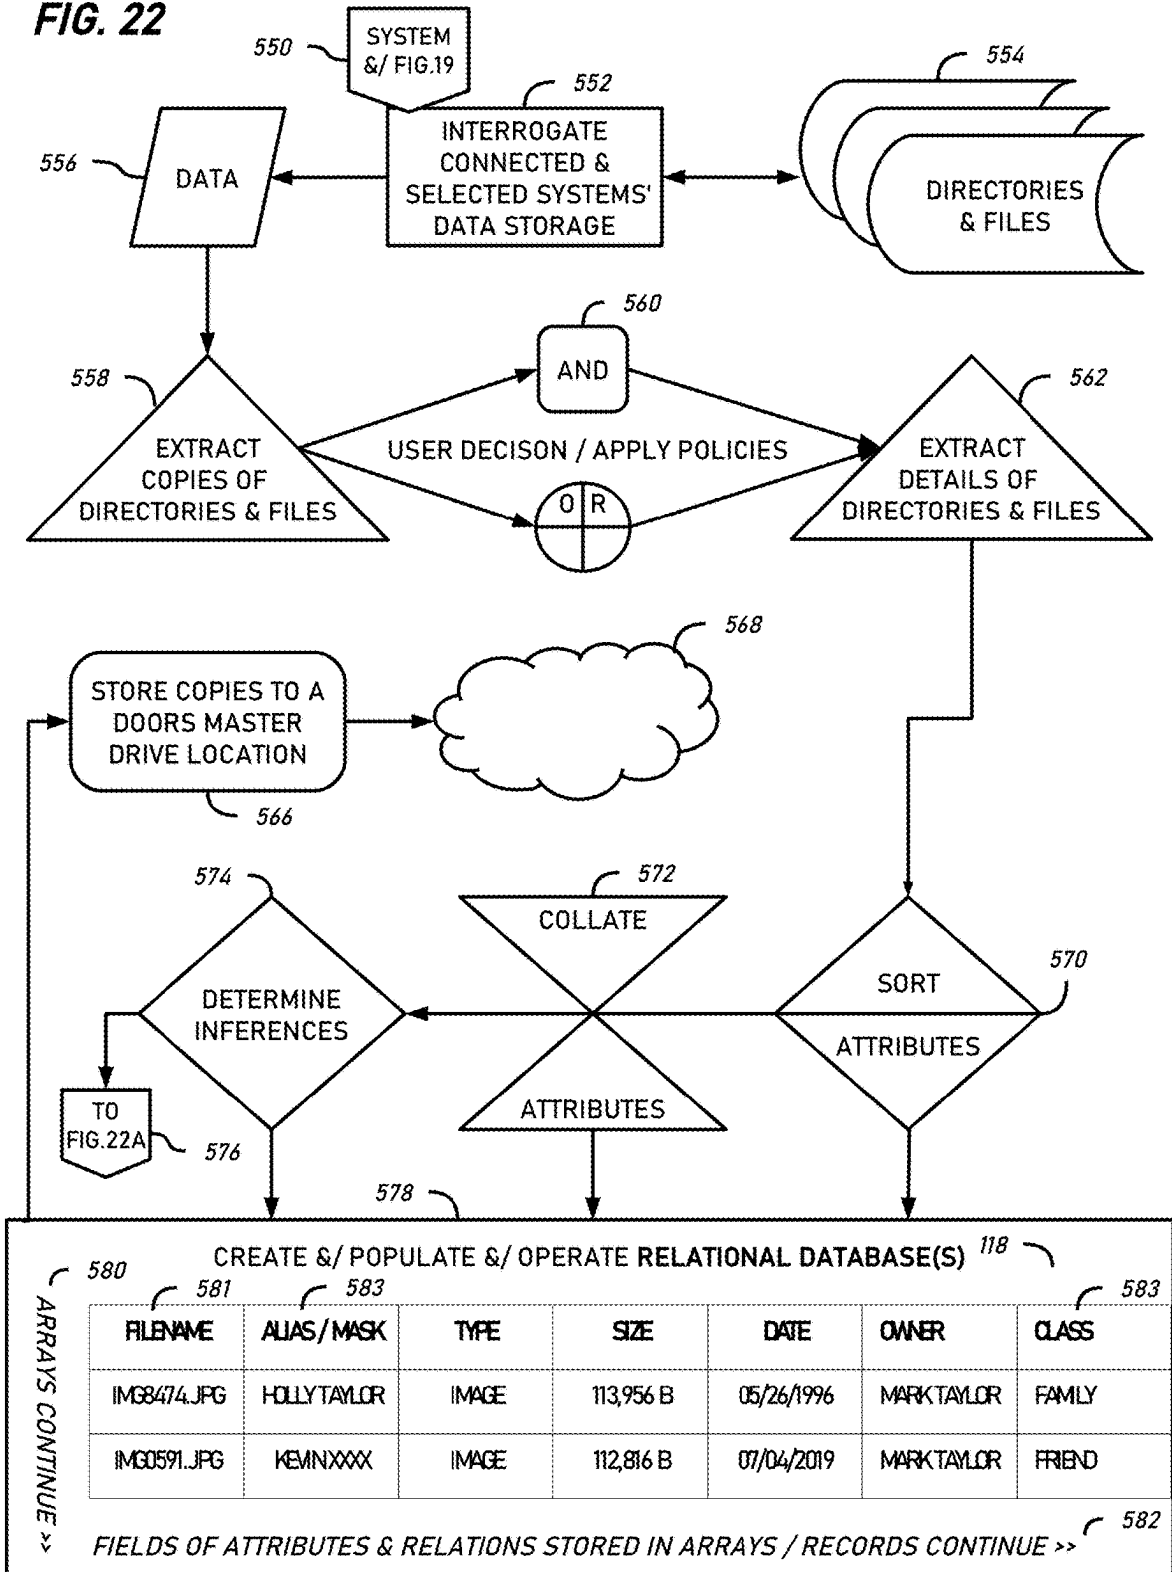 FIG. 22
550
SYSTEM
&/ FIG.19
552
554
INTERROGATE
CONNECTED &
SELECTED SYSTEMS'
DATA STORAGE
556
DATA
DIRECTORIES
& FILES
560
AND
558
562
EXTRACT
COPIES OF
DIRECTORIES & FILES
USER DECISON / APPLY POLICIES
O R
EXTRACT
DETAILS OF
DIRECTORIES & FILES
568
STORE COPIES TO A
DOORS MASTER
DRIVE LOCATION
566
574
572
COLLATE
570
DETERMINE
INFERENCES
SORT
ATTRIBUTES
ATTRIBUTES
TO
FIG.22A
576
578
CREATE &/ POPULATE &/ OPERATE RELATIONAL DATABASE(S) 118
580
581
583
583
ARRAYS CONTINUE >>
FILENAME ALIAS / MASK TYPE SIZE DATE OWNER CLASS
IMG8474.JPG HOLLY TAYLOR IMAGE 113,956 B 05/26/1996 MARK TAYLOR FAMILY
IMG0591.JPG KEVIN XXXX IMAGE 112,816 B 07/04/2019 MARK TAYLOR FRIEND
582
FIELDS OF ATTRIBUTES & RELATIONS STORED IN ARRAYS / RECORDS CONTINUE >>